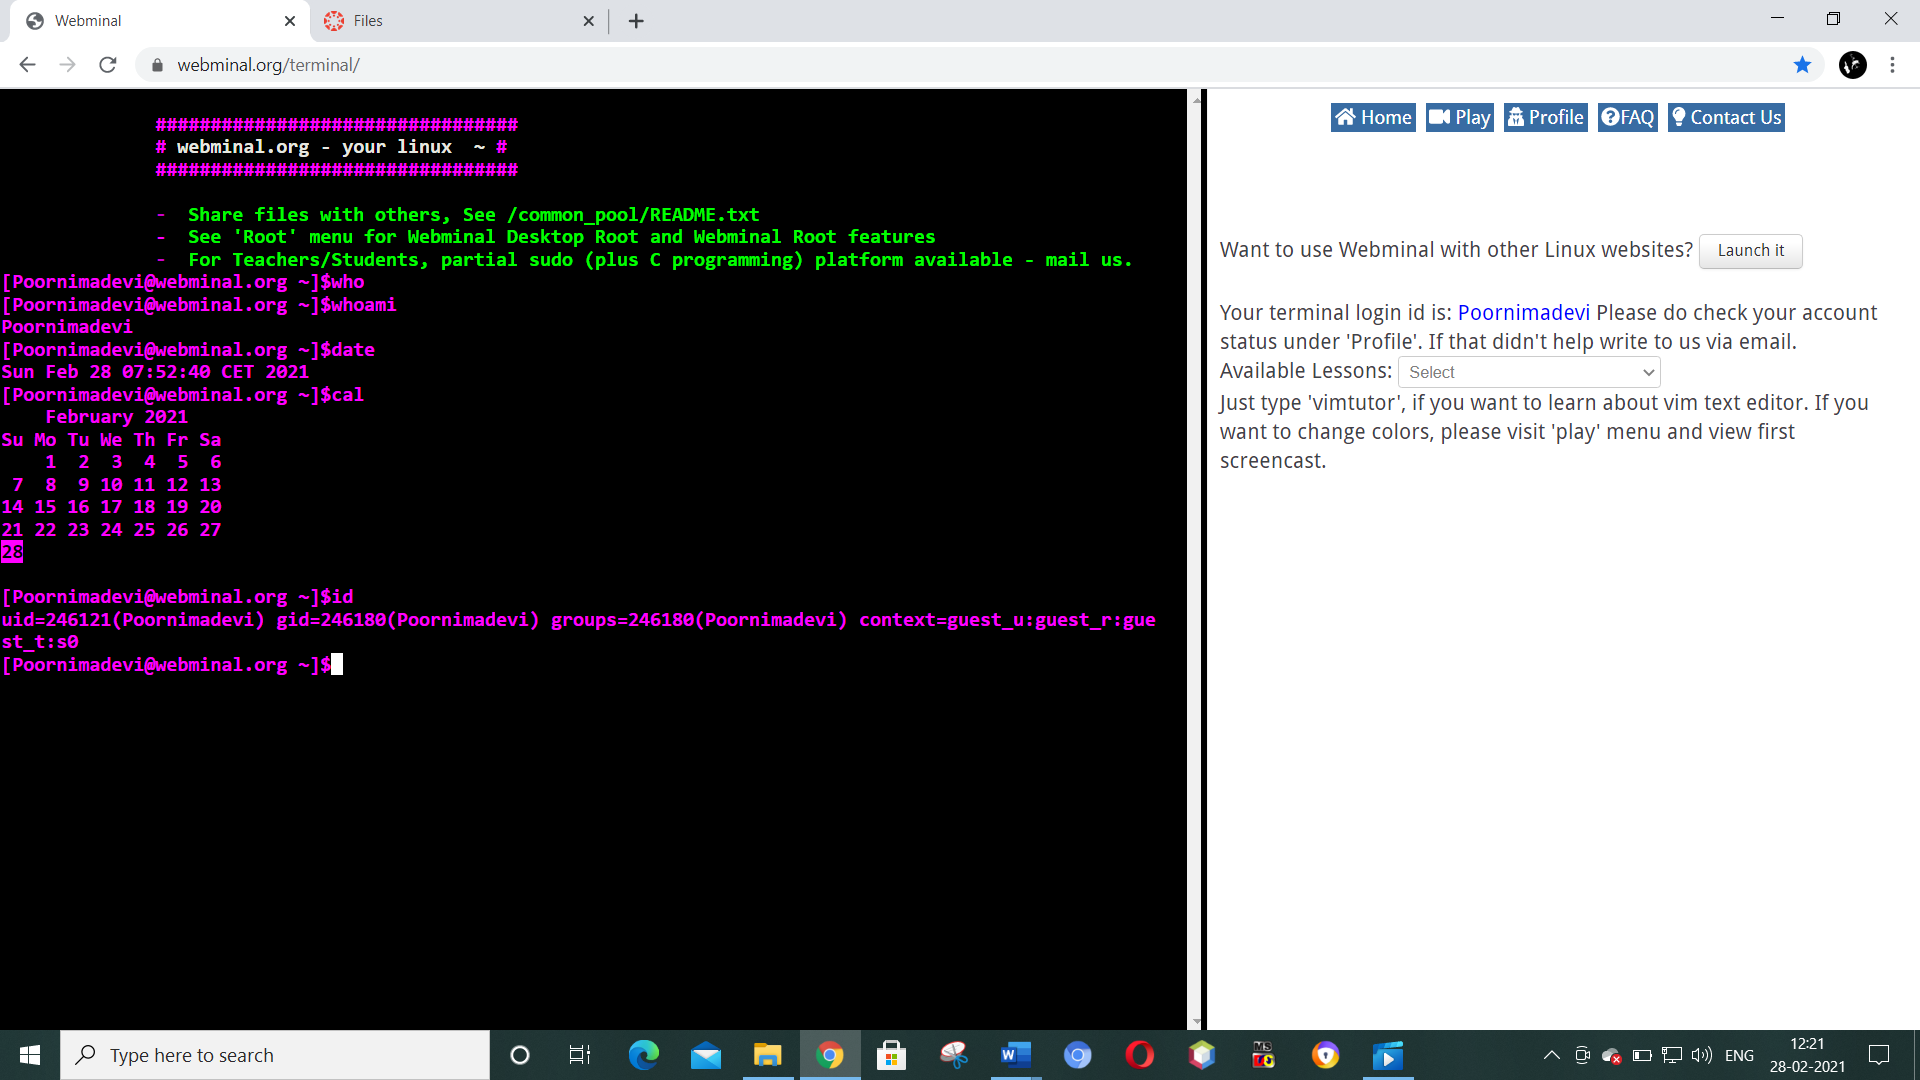 Webminal
Files
webminal.org/terminal/
#################################
# webminal.org - your linux ~ #
#################################
- Share files with others, See /common_pool/README.txt
- See 'Root' menu for Webminal Desktop Root and Webminal Root features
- For Teachers/Students, partial sudo (plus C programming) platform available - mail us.
[Poornimadevi@webminal.org ~]$who
[Poornimadevi@webminal.org ~]$whoami
Poornimadevi
[Poornimadevi@webminal.org ~]$date
Sun Feb 28 07:52:40 CET 2021
[Poornimadevi@webminal.org ~]$cal
February 2021
Su Mo Tu We Th Fr Sa
1 2 3 4 5 6
7 8 9 10 11 12 13
14 15 16 17 18 19 20
21 22 23 24 25 26 27
28
[Poornimadevi@webminal.org ~]$id
uid=246121(Poornimadevi) gid=246180(Poornimadevi) groups=246180(Poornimadevi) context=guest_u:guest_r:gue
st_t:s0
[Poornimadevi@webminal.org ~]$
Home Play Profile FAQ Contact Us
Want to use Webminal with other Linux websites? Launch it
Your terminal login id is: Poornimadevi Please do check your account
status under 'Profile'. If that didn't help write to us via email.
Available Lessons: Select
Just type 'vimtutor', if you want to learn about vim text editor. If you
want to change colors, please visit 'play' menu and view first
screencast.
Type here to search
W
MS
ENG
12:21
28-02-2021